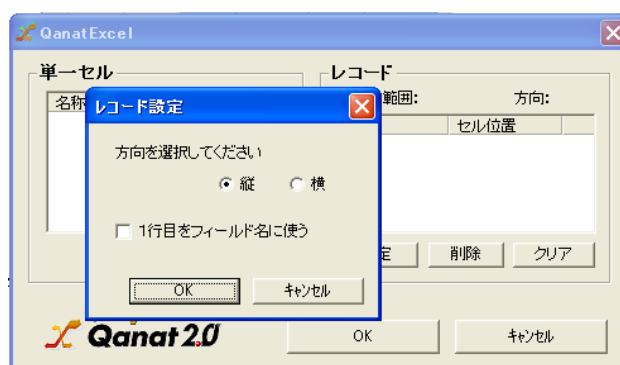 QanatExcel
単一セル
レコード
名称
範囲:
方向:
セル位置
レコード設定
方向を選択してください
縦
横
1行目をフィールド名に使う
OK
キャンセル
定
削除
クリア
Qanat 2.0
OK
キャンセル